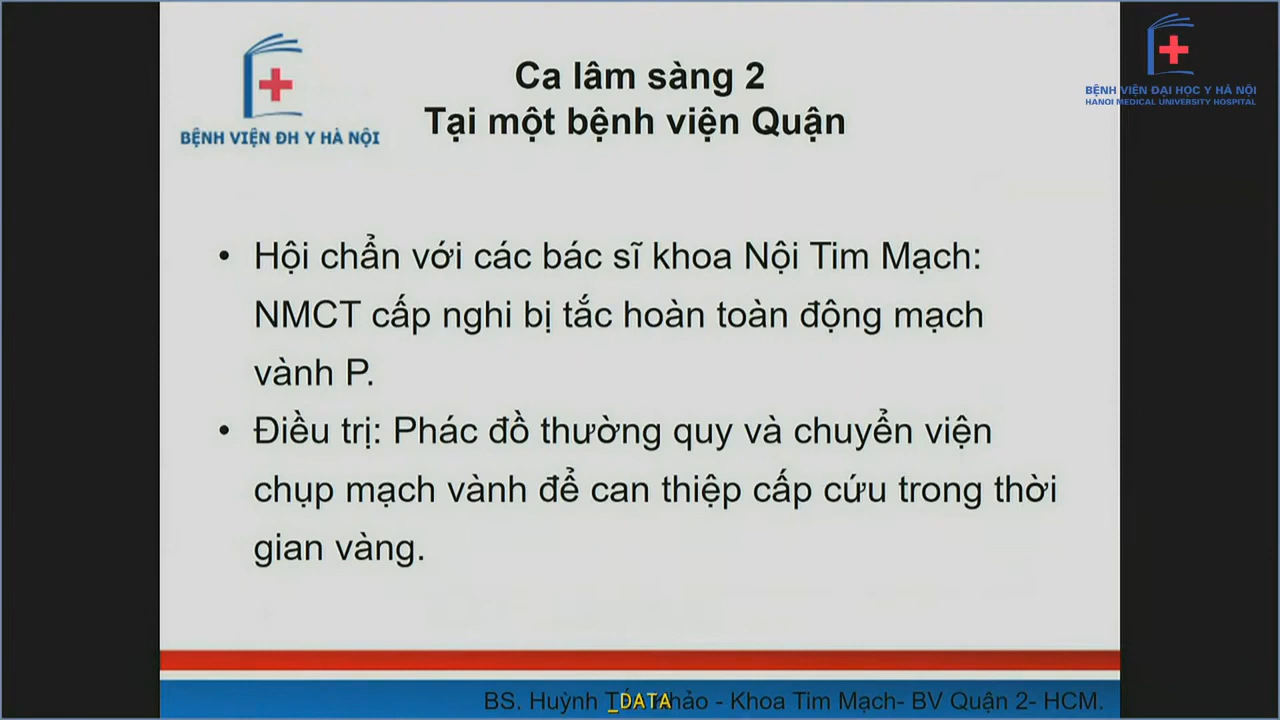 Ca lâm sàng 2
Tại một bệnh viện Quận
BỆNH VIỆN ĐH Y HÀ NỘI
BỆNH VIỆN ĐẠI HỌC Y HÀ NỘI
HANOI MEDICAL UNIVERSITY HOSPITAL
• Hội chẩn với các bác sĩ khoa Nội Tim Mạch:
NMCT cấp nghi bị tắc hoàn toàn động mạch
vành P.
• Điều trị: Phác đồ thường quy và chuyển viện
chụp mạch vành để can thiệp cấp cứu trong thời
gian vàng.
BS. Huỳnh - Khoa Tim Mạch- BV Quận 2- HCM.
_DATA